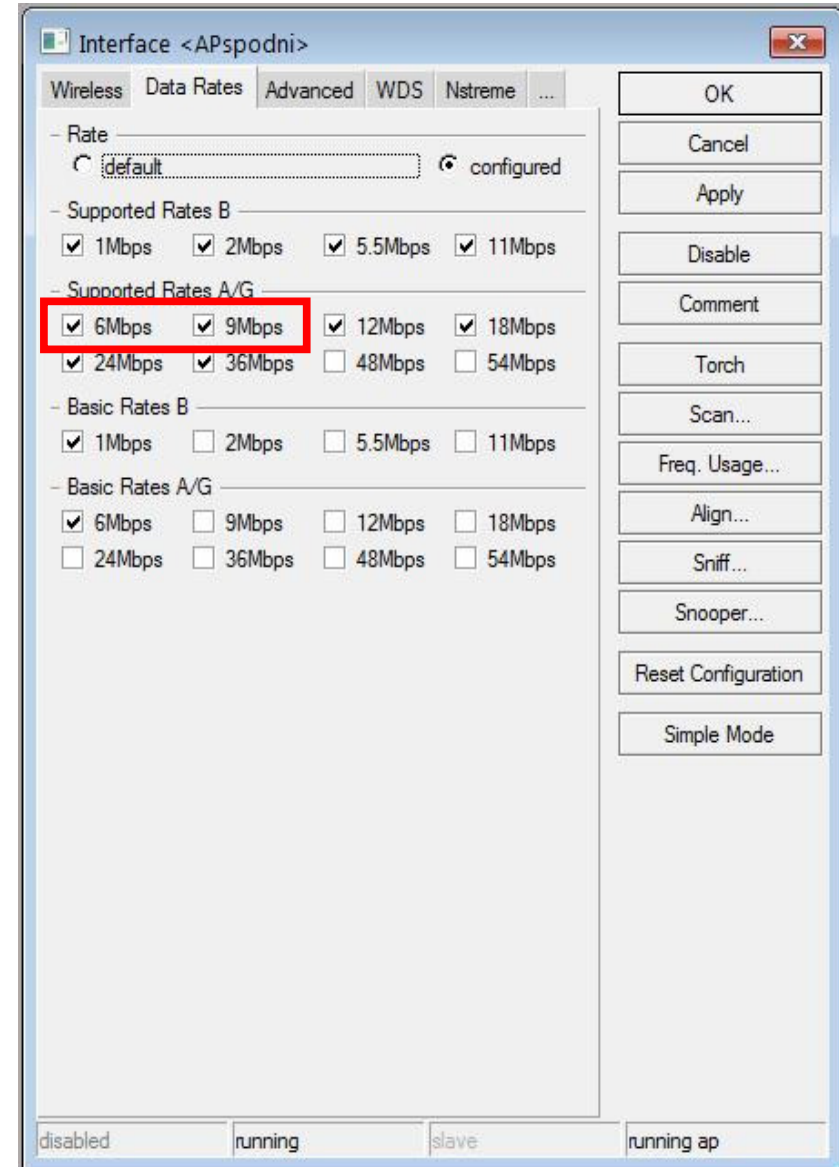 Interface <APspodni>
Wireless Data Rates Advanced WDS Nstreme ...
Rate
default configured
Supported Rates B
1Mbps 2Mbps 5.5Mbps 11Mbps
Supported Rates A/G
6Mbps 9Mbps 12Mbps 18Mbps
24Mbps 36Mbps 48Mbps 54Mbps
Basic Rates B
1Mbps 2Mbps 5.5Mbps 11Mbps
Basic Rates A/G
6Mbps 9Mbps 12Mbps 18Mbps
24Mbps 36Mbps 48Mbps 54Mbps
OK
Cancel
Apply
Disable
Comment
Torch
Scan...
Freq. Usage...
Align...
Sniff...
Snooper...
Reset Configuration
Simple Mode
disabled running slave running ap